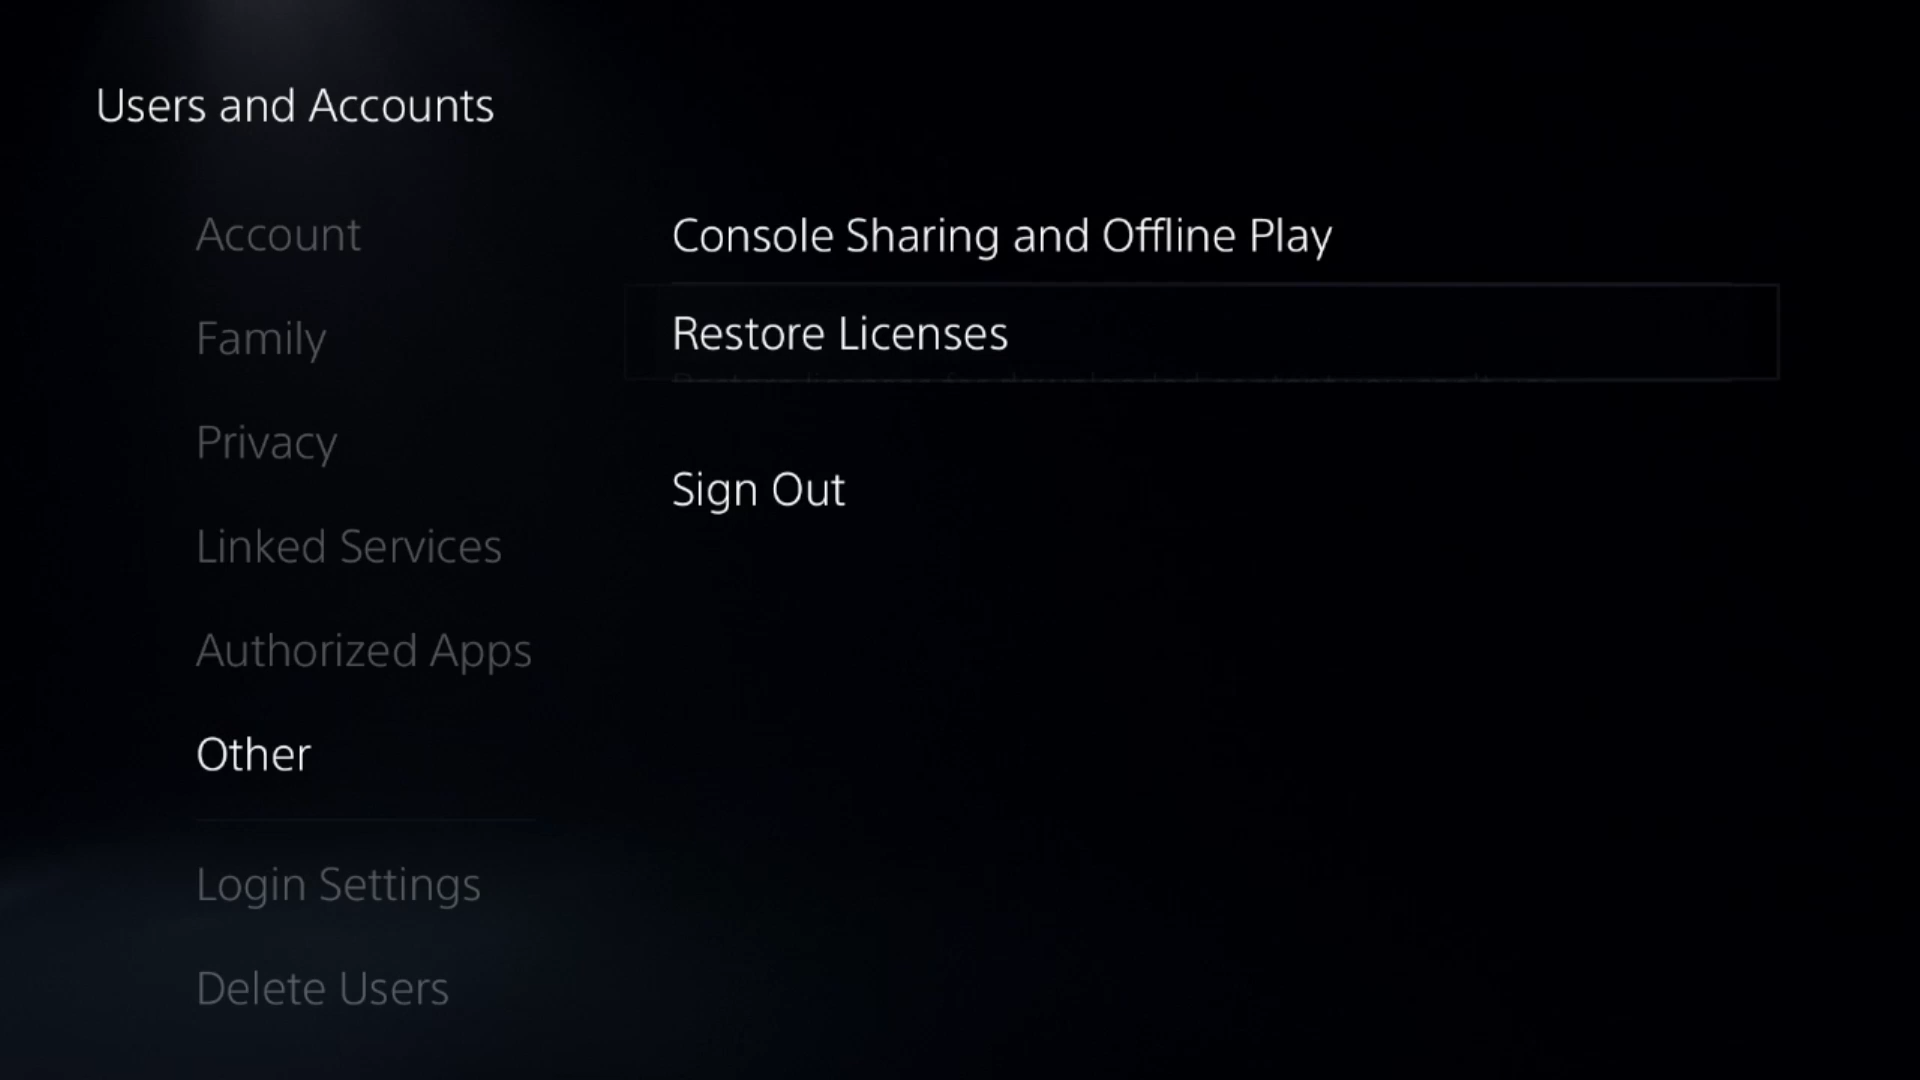 Users and Accounts
Account
Family
Privacy
Linked Services
Authorized Apps
Other
Login Settings
Delete Users
Console Sharing and Offline Play
Restore Licenses
Sign Out